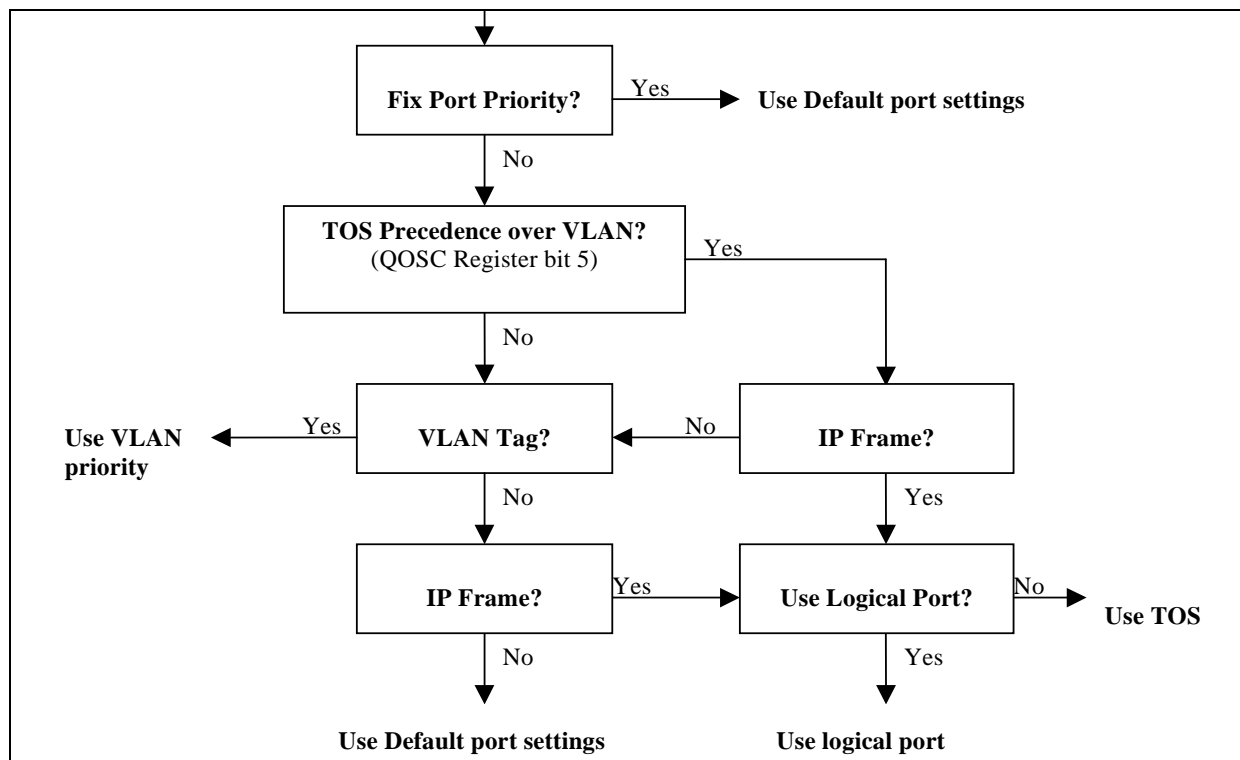 Fix Port Priority?
Yes
Use Default port settings
No
TOS Precedence over VLAN?
(QOSC Register bit 5)
Yes
No
Use VLAN
priority
Yes
VLAN Tag?
No
IP Frame?
No
Yes
IP Frame?
Yes
Use Logical Port?
No
Use TOS
No
Yes
Use Default port settings
Use logical port